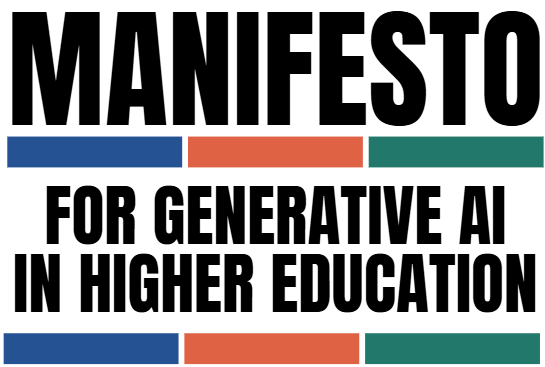 MANIFESTO
FOR GENERATIVE AI
IN HIGHER EDUCATION